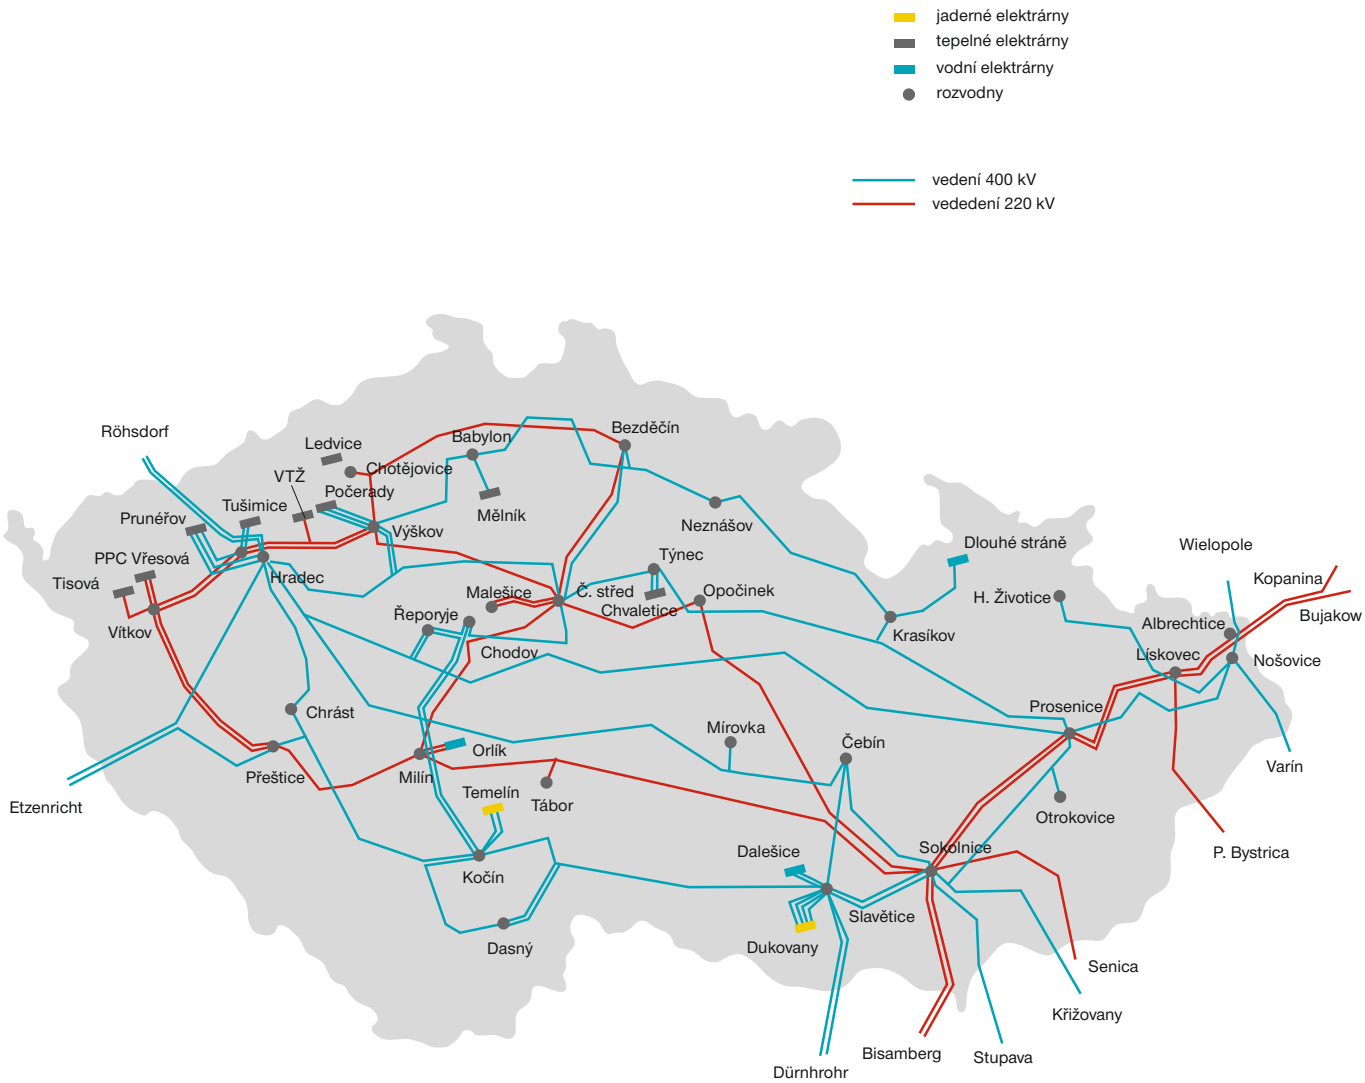 jaderné elektrárny
tepelné elektrárny
vodní elektrárny
rozvodny
vedení 400 kV
vededení 220 kV
Röhsdorf
Ledvice
Babylon
Bezděčín
VTŽ
Chotějovice
Počerady
Tušimice
Prunéřov
Mělník
Výškov
Neznášov
PPC Vřesová
Týnec
Dlouhé stráně
Wielopole
Tisová
Hradec
Malešice
Č. střed
Opočinek
Kopanina
H. Životice
Chvaletice
Bujakow
Vítkov
Řeporyje
Albrechtice
Krasíkov
Chodov
Lískovec
Nošovice
Chrást
Prosenice
Mírovka
Čebín
Orlík
Přeštice
Milín
Varín
Temelín
Tábor
Etzenricht
Otrokovice
Dalešice
Sokolnice
P. Bystrica
Kočín
Slavětice
Dasný
Dukovany
Senica
Křižovany
Bisamberg
Stupava
Dürnhrohr